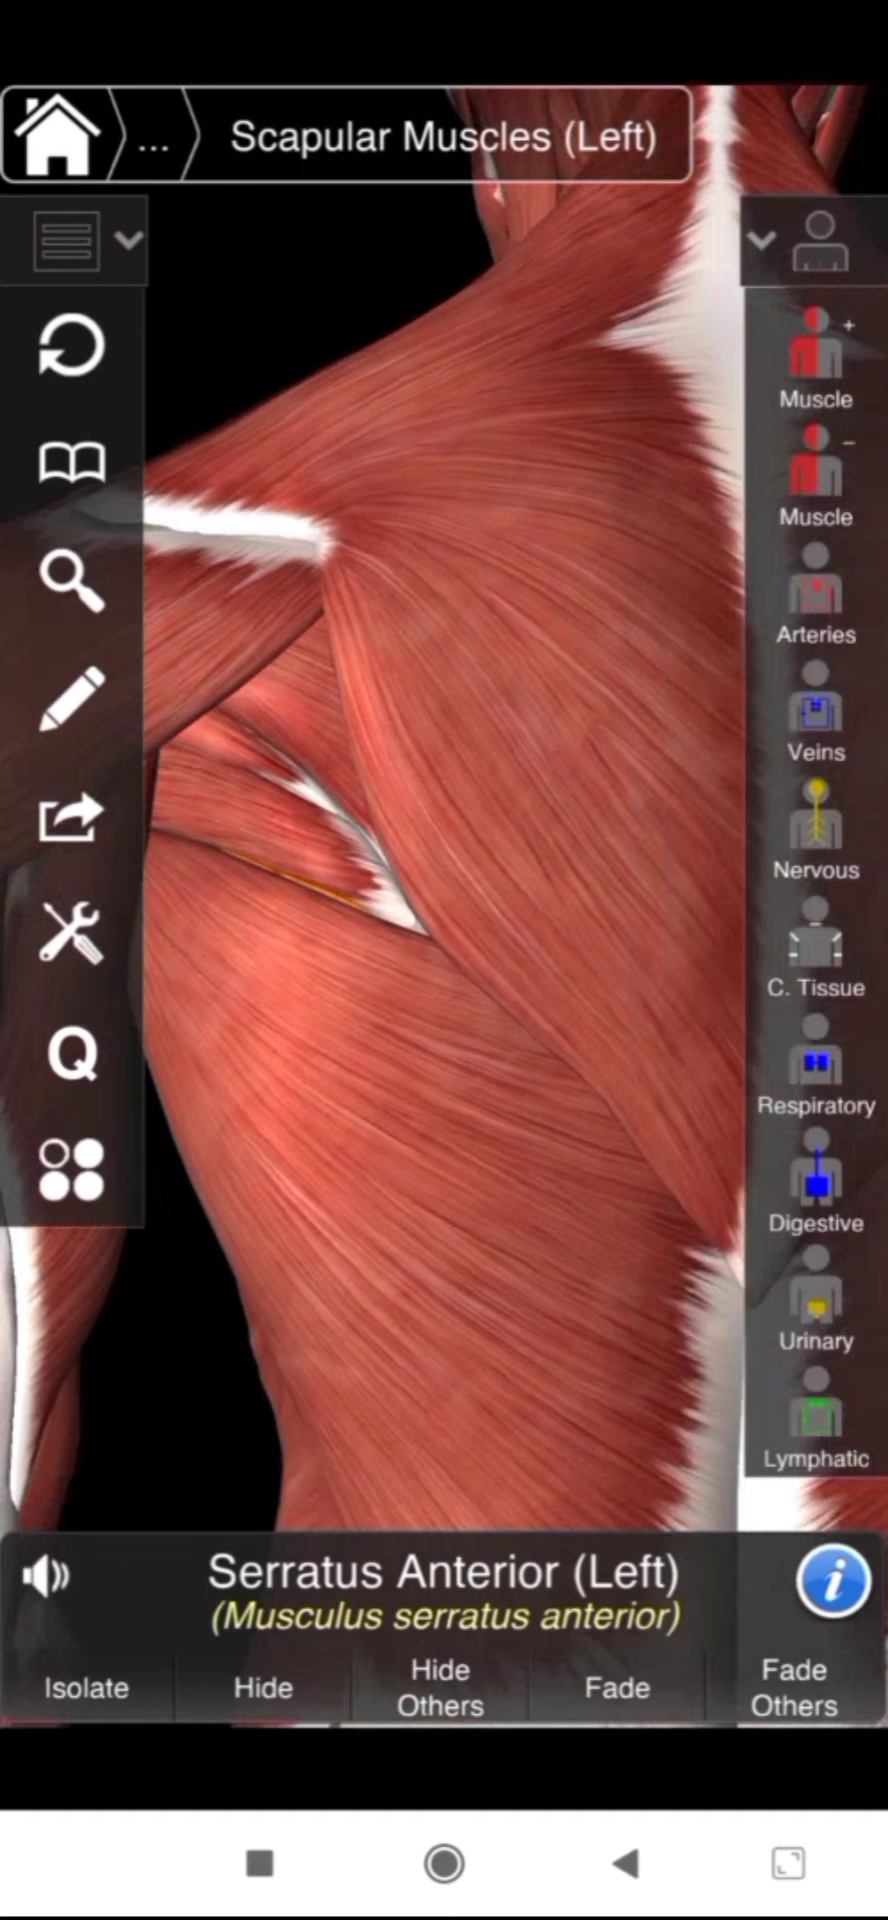 ... Scapular Muscles (Left)
Muscle
Muscle
Arteries
Veins
Nervous
C. Tissue
Respiratory
Digestive
Urinary
Lymphatic
Q
Serratus Anterior (Left)
(Musculus serratus anterior)
Isolate
Hide
Hide
Others
Fade
Fade
Others